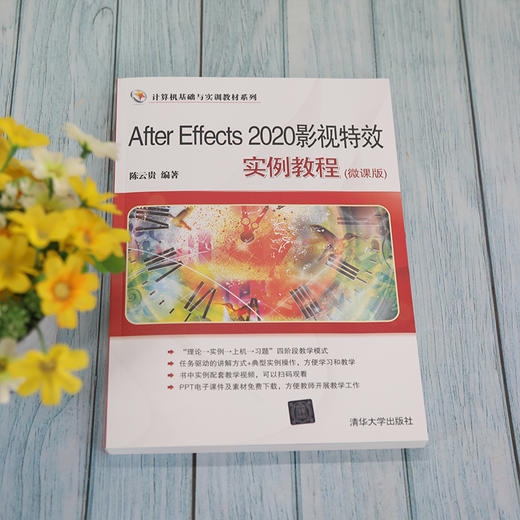 计算机基础与实训教材系列
After Effects 2020影视特效
实例教程(微课版)
陈云贵 编著
“理论→实例→上机→习题”四阶段教学模式
任务驱动的讲解方式+典型实例操作，方便学习和教学
书中实例配套教学视频，可以扫码观看
PPT电子课件及素材免费下载，方便教师开展教学工作
清华大学出版社